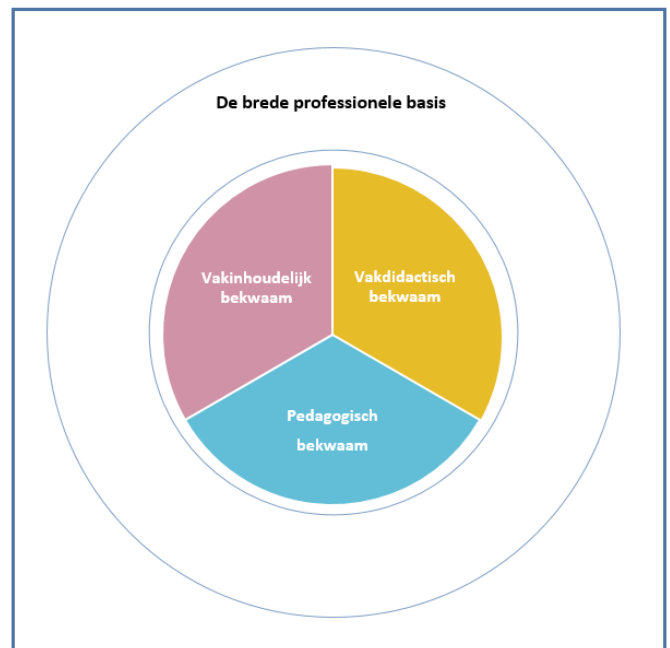 De brede professionele basis
Vakinhoudelijk
bekwaam
Vakdidactisch
bekwaam
Pedagogisch
bekwaam